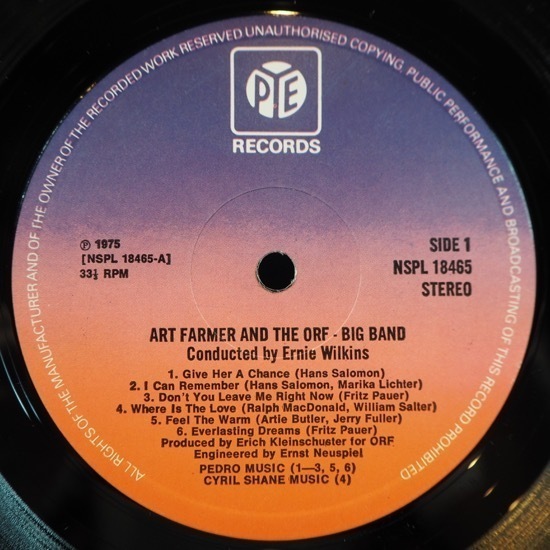 ALL RIGHTS OF THE MANUFACTURER AND OF THE OWNER OF THE RECORDED WORK RESERVED UNAUTHORISED COPYING, PUBLIC PERFORMANCE AND BROADCASTING OF THIS RECORD PROHIBITED
PYE
RECORDS
℗ 1975
[NSPL 18465-A]
33⅓ RPM
SIDE 1
NSPL 18465
STEREO
ART FARMER AND THE ORF - BIG BAND
Conducted by Ernie Wilkins
1. Give Her A Chance (Hans Salomon)
2. I Can Remember (Hans Salomon, Marika Lichter)
3. Don't You Leave Me Right Now (Fritz Pauer)
4. Where Is The Love (Ralph MacDonald, William Salter)
5. Feel The Warm (Artie Butler, Jerry Fuller)
6. Everlasting Dreams (Fritz Pauer)
Produced by Erich Kleinschuster for ORF
Engineered by Ernst Neuspiel
PEDRO MUSIC (1—3, 5, 6)
CYRIL SHANE MUSIC (4)